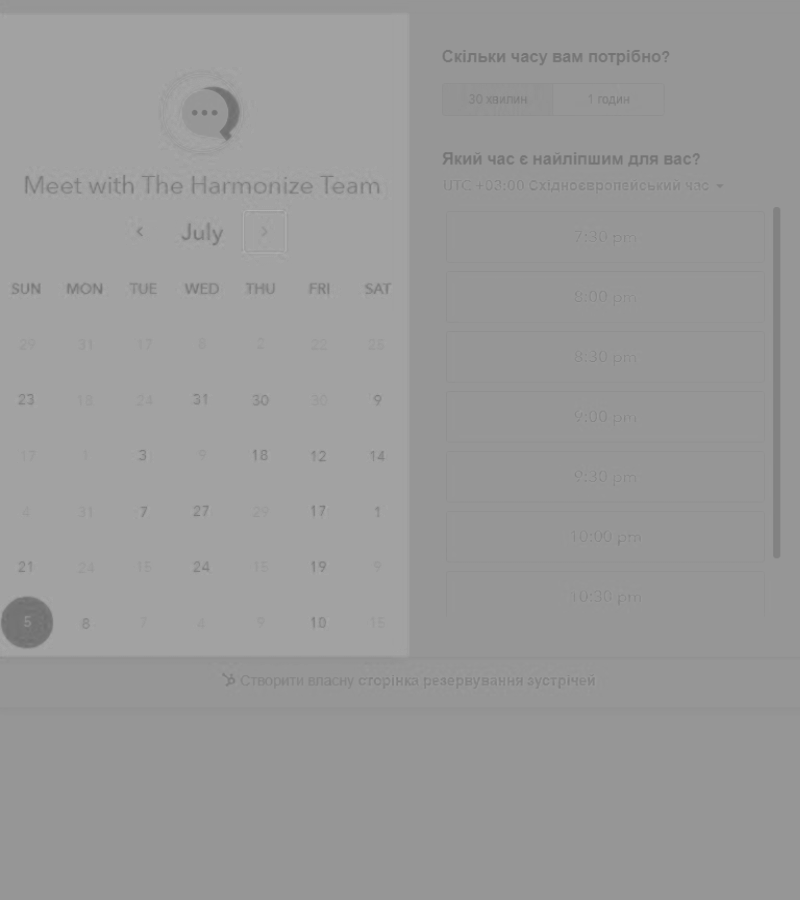 Meet with The Harmonize Team
July
SUN MON TUE WED THU FRI SAT
29 31 17 8 2 22 26
23 18 24 31 30 30 9
17 1 3 9 18 12 14
4 31 7 27 29 17 1
21 24 15 24 15 19 9
5 8 7 4 9 10 15
Скільки часу вам потрібно?
30 хвилин 1 годин
Який час є найліпшим для вас?
UTC +03:00 Східноєвропейський час
7:30 pm
8:00 pm
8:30 pm
9:00 pm
9:30 pm
10:00 pm
10:30 pm
Створити власну сторінка резервування зустрічей